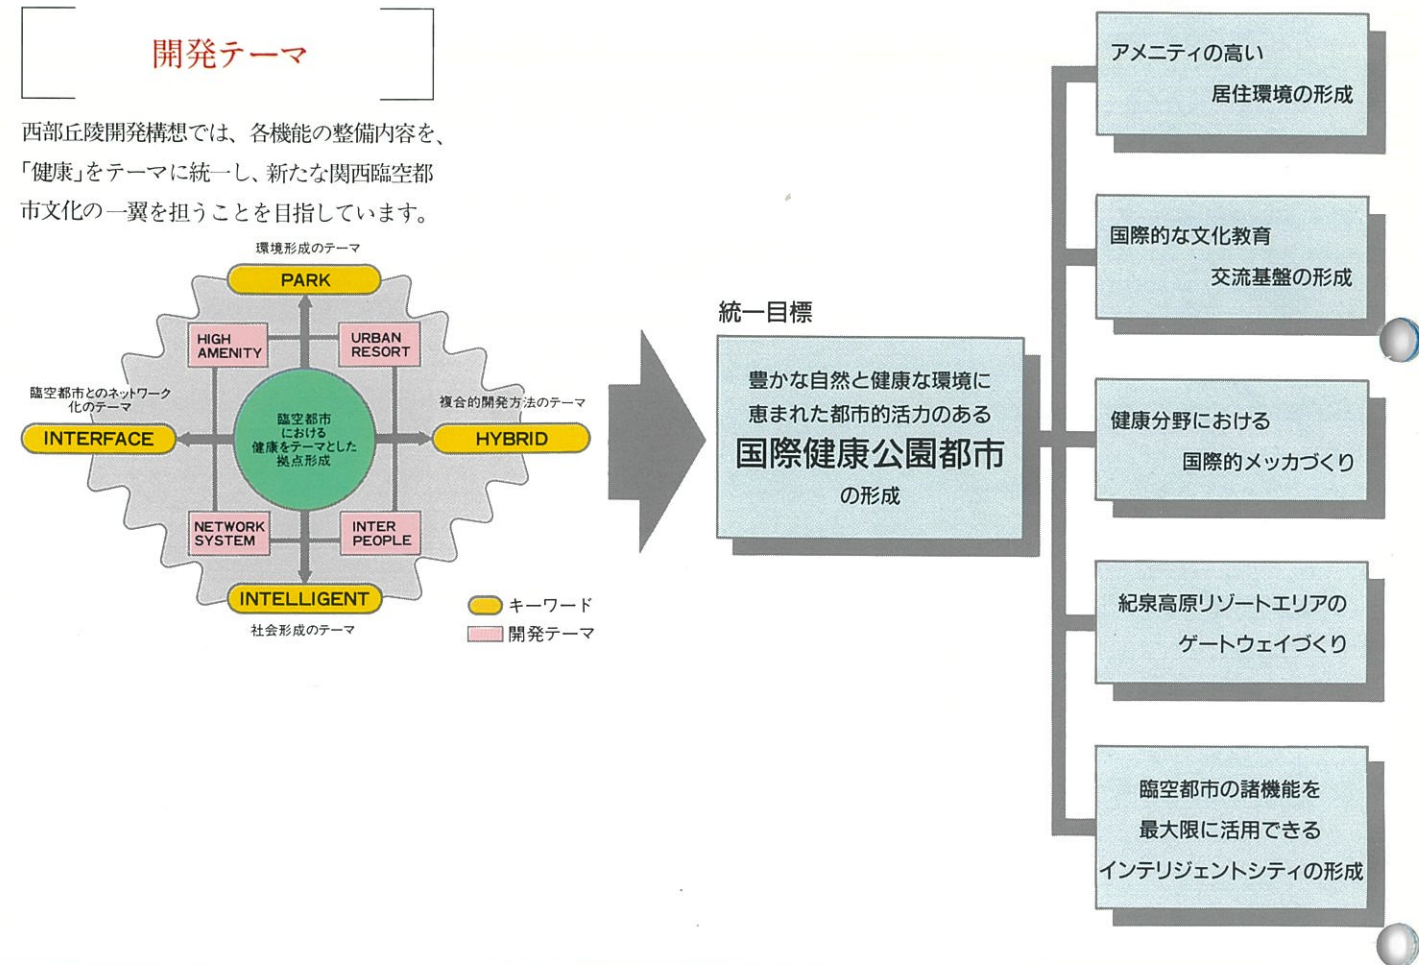 開発テーマ
西部丘陵開発構想では、各機能の整備内容を、
「健康」をテーマに統一し、新たな関西臨空都
市文化の一翼を担うことを目指しています。
環境形成のテーマ
PARK
HIGH
AMENITY
URBAN
RESORT
臨空都市とのネットワーク
化のテーマ
INTERFACE
臨空都市
における
健康をテーマとした
拠点形成
複合的開発方法のテーマ
HYBRID
NETWORK
SYSTEM
INTER
PEOPLE
INTELLIGENT
社会形成のテーマ
キーワード
開発テーマ
統一目標
豊かな自然と健康な環境に
恵まれた都市的活力のある
国際健康公園都市
の形成
アメニティの高い
居住環境の形成
国際的な文化教育
交流基盤の形成
健康分野における
国際的メッカづくり
紀泉高原リゾートエリアの
ゲートウェイづくり
臨空都市の諸機能を
最大限に活用できる
インテリジェントシティの形成